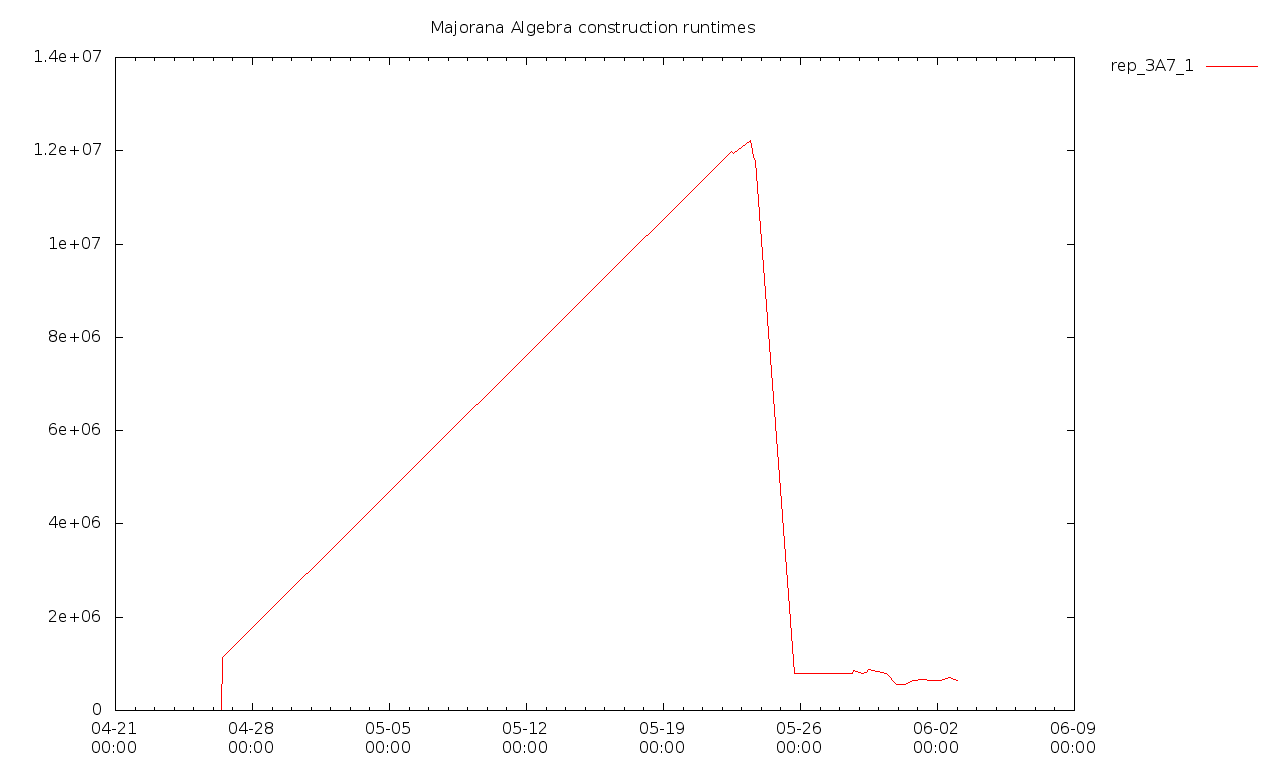 Majorana Algebra construction runtimes
rep_3A7_1
1.4e+07
1.2e+07
1e+07
8e+06
6e+06
4e+06
2e+06
0
04-21 04-28 05-05 05-12 05-19 05-26 06-02 06-09
00:00 00:00 00:00 00:00 00:00 00:00 00:00 00:00